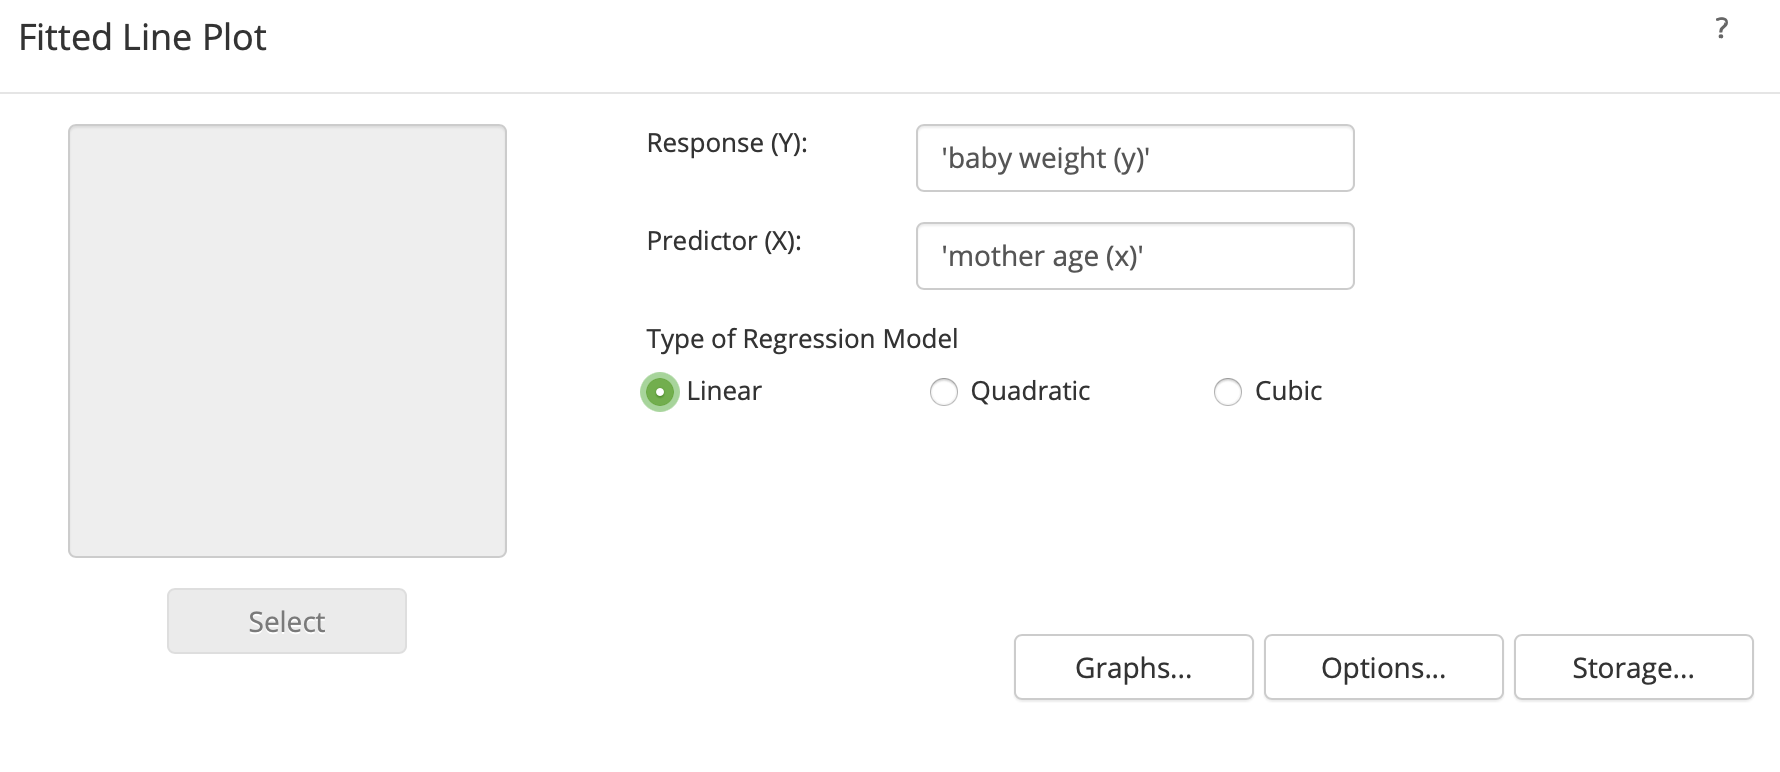 Fitted Line Plot
?
Response (Y):
'baby weight (y)'
Predictor (X):
'mother age (x)'
Type of Regression Model
Linear
Quadratic
Cubic
Select
Graphs...
Options...
Storage...